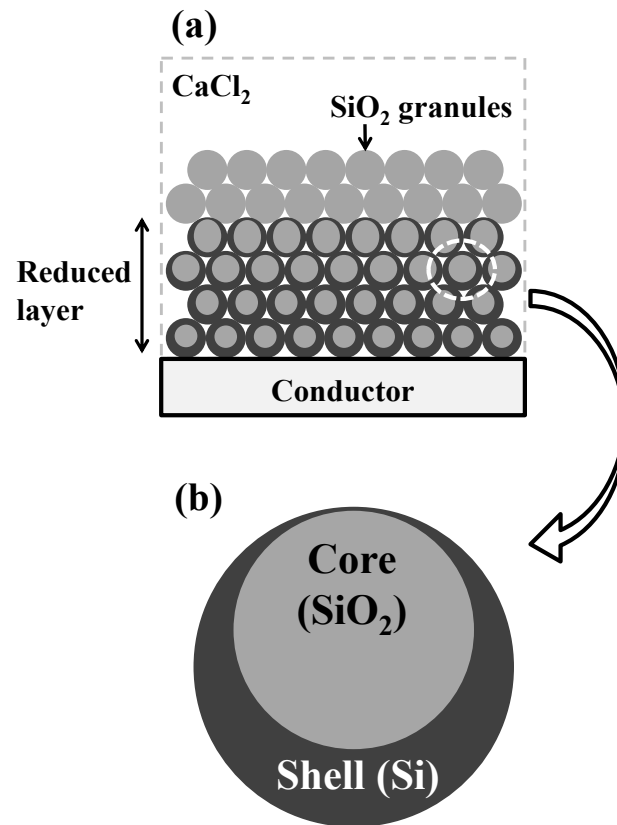 (a)
CaCl₂
SiO₂ granules
Reduced
layer
Conductor
(b)
Core
(SiO₂)
Shell (Si)